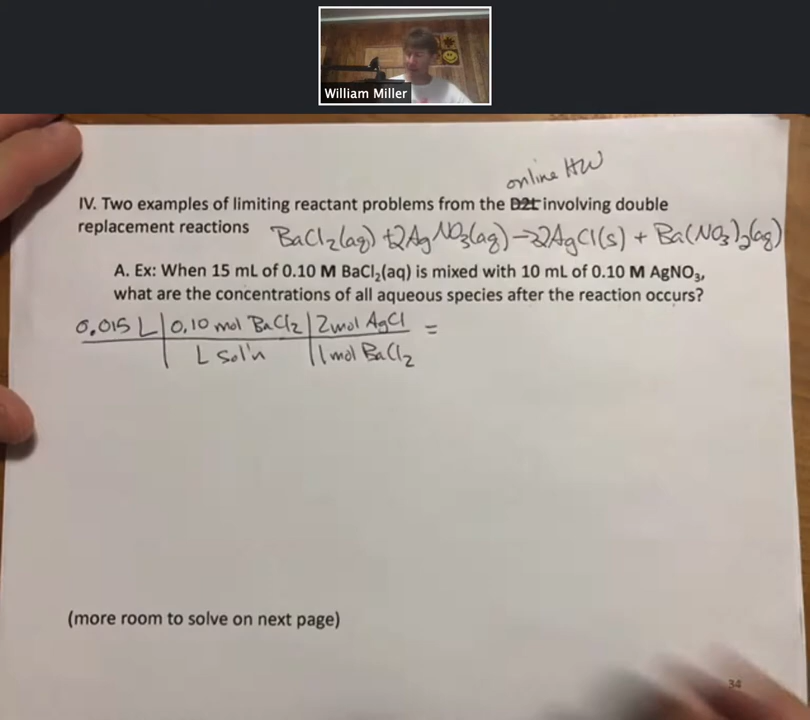 William Miller
online HW
IV. Two examples of limiting reactant problems from the D2L involving double
replacement reactions BaCl₂(aq) + 2AgNO₃(aq) → 2AgCl(s) + Ba(NO₃)₂(aq)
A. Ex: When 15 mL of 0.10 M BaCl₂(aq) is mixed with 10 mL of 0.10 M AgNO₃,
what are the concentrations of all aqueous species after the reaction occurs?
0.015 L | 0.10 mol BaCl₂ | 2 mol AgCl =
L sol'n | 1 mol BaCl₂
(more room to solve on next page)
34